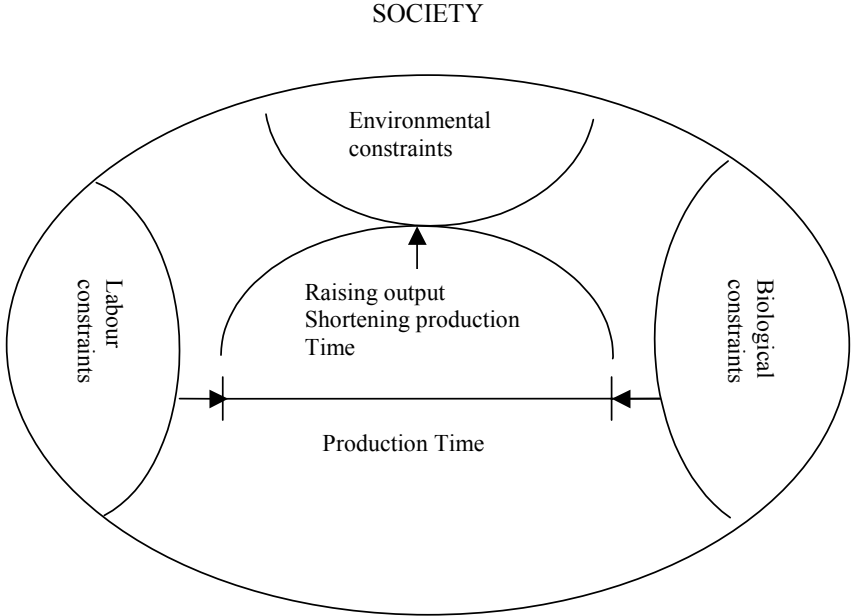 SOCIETY
Environmental
constraints
Labour
constraints
Raising output
Shortening production
Time
Biological
constraints
Production Time